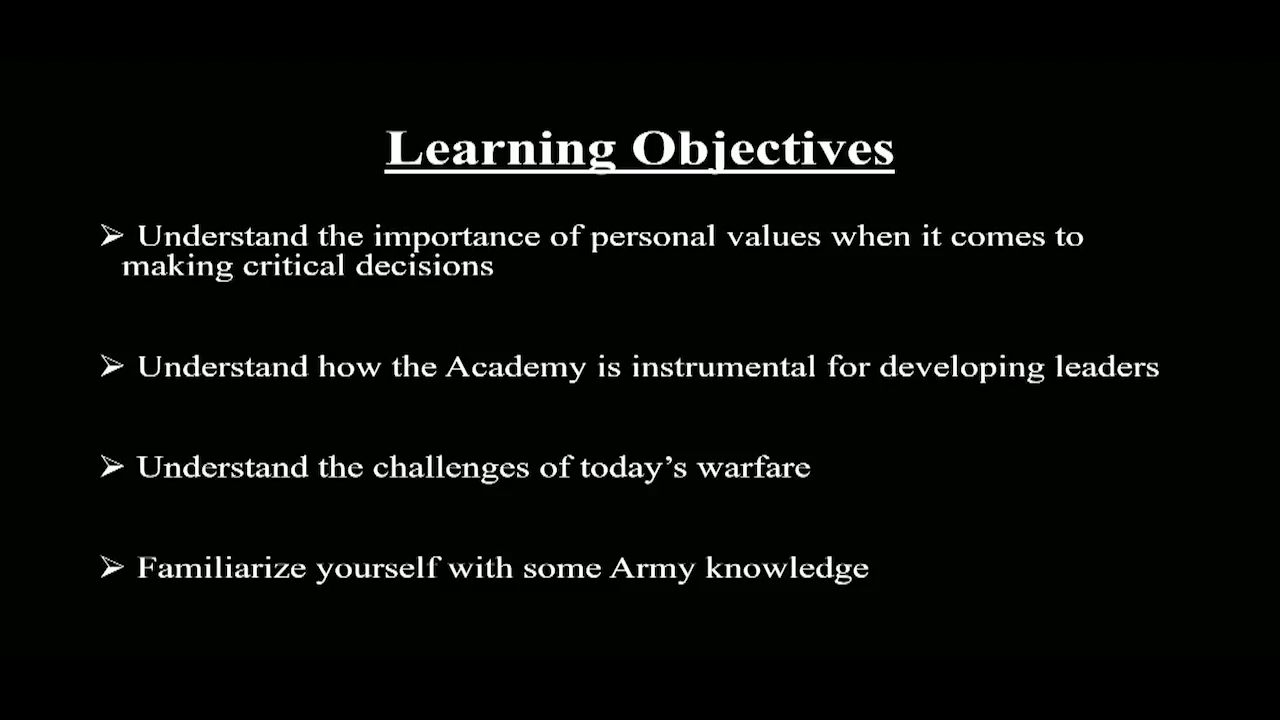 Learning Objectives
➢ Understand the importance of personal values when it comes to
making critical decisions
➢ Understand how the Academy is instrumental for developing leaders
➢ Understand the challenges of today’s warfare
➢ Familiarize yourself with some Army knowledge